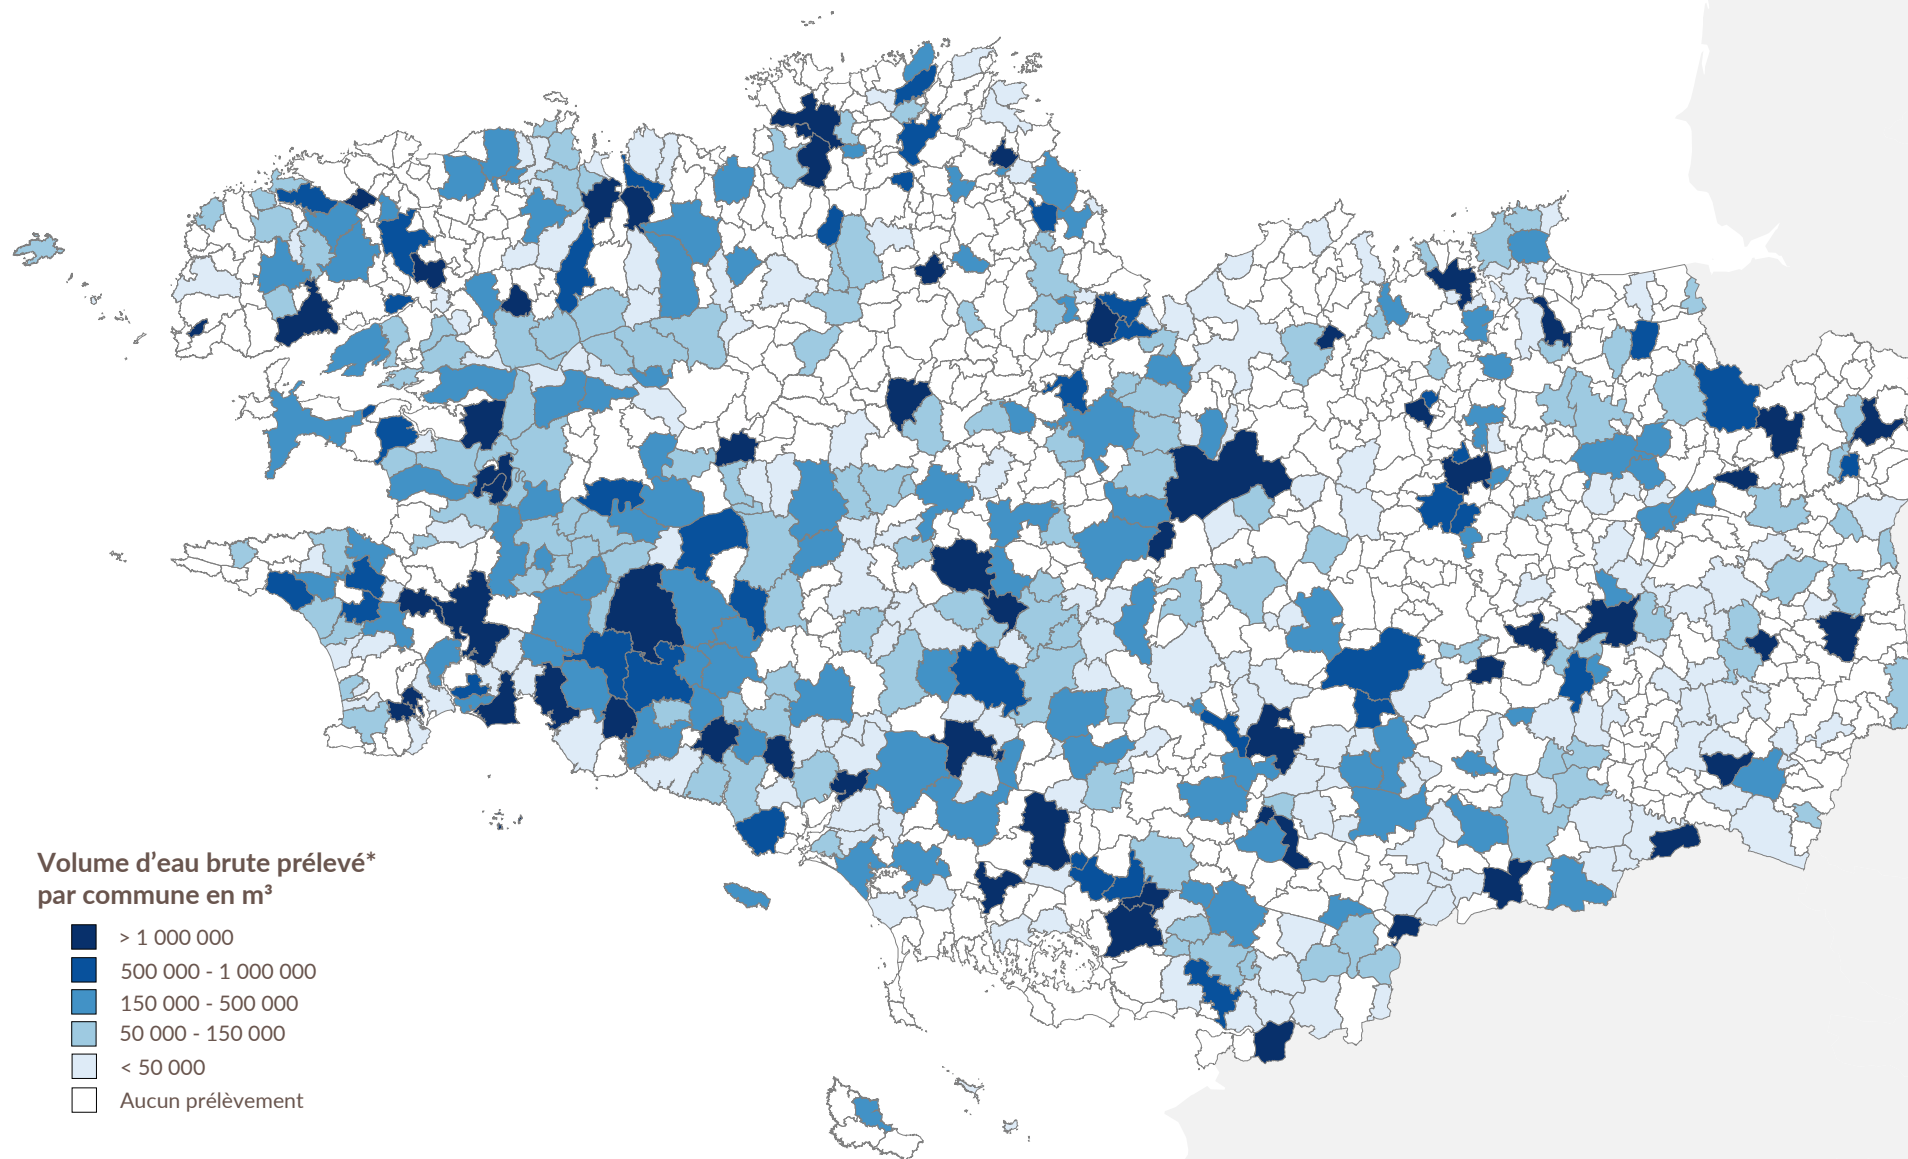 Volume d’eau brute prélevé*
par commune en m³
> 1 000 000
500 000 - 1 000 000
150 000 - 500 000
50 000 - 150 000
< 50 000
Aucun prélèvement